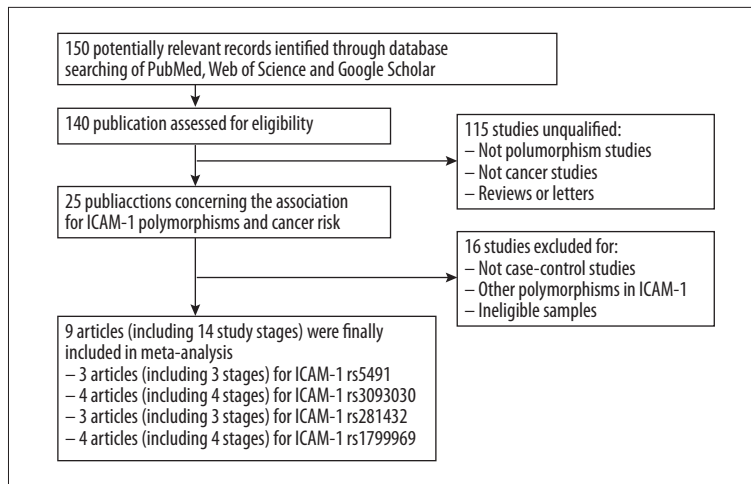 150 potentially relevant records ientified through database
searching of PubMed, Web of Science and Google Scholar
140 publication assessed for eligibility
115 studies unqualified:
– Not polumorphism studies
– Not cancer studies
– Reviews or letters
25 publiacctions concerning the association
for ICAM-1 polymorphisms and cancer risk
16 studies excluded for:
– Not case-control studies
– Other polymorphisms in ICAM-1
– Ineligible samples
9 articles (including 14 study stages) were finally
included in meta-analysis
– 3 articles (including 3 stages) for ICAM-1 rs5491
– 4 articles (including 4 stages) for ICAM-1 rs3093030
– 3 articles (including 3 stages) for ICAM-1 rs281432
– 4 articles (including 4 stages) for ICAM-1 rs1799969